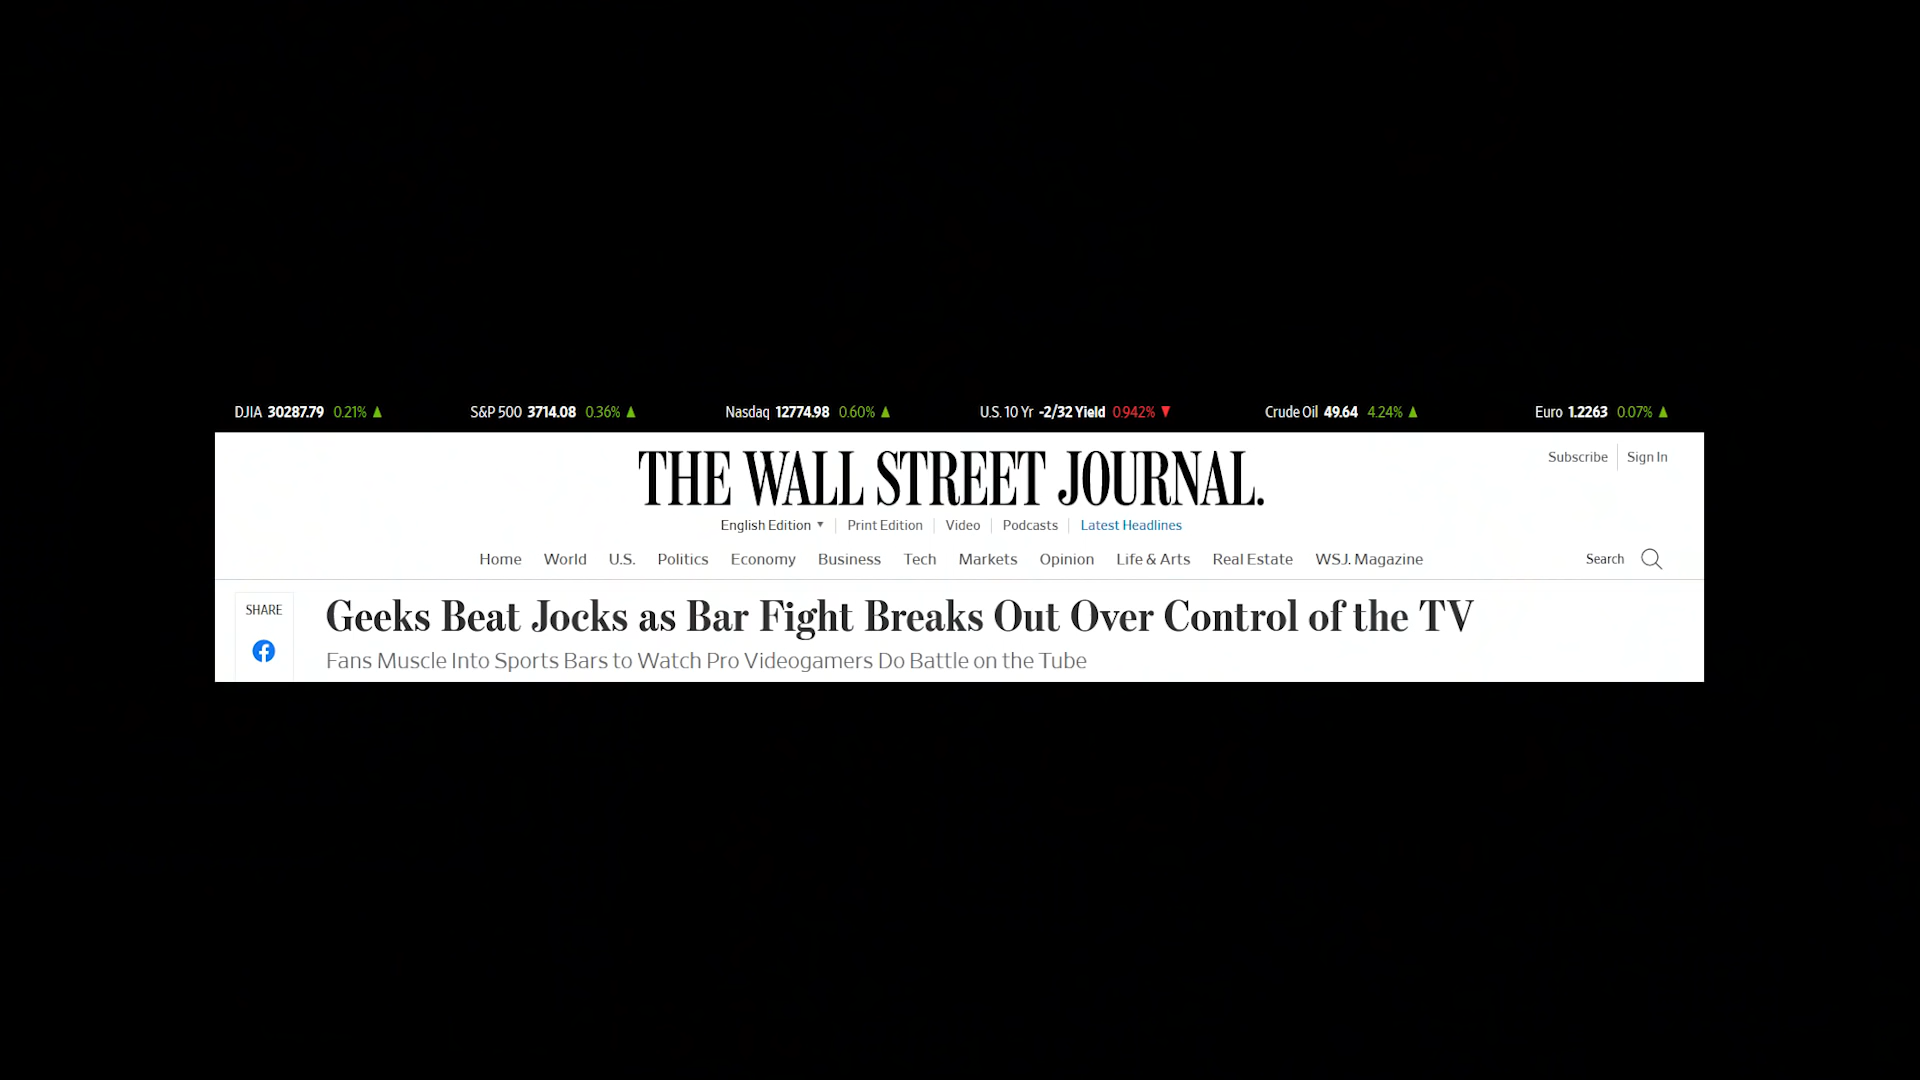 DJIA 30287.79 0.21% ▲ S&P 500 3714.08 0.36% ▲ Nasdaq 12774.98 0.60% ▲ U.S. 10 Yr -2/32 Yield 0.942% ▼ Crude Oil 49.64 4.24% ▲ Euro 1.2263 0.07% ▲
Subscribe Sign In
THE WALL STREET JOURNAL.
English Edition ▼ Print Edition Video Podcasts Latest Headlines
Home World U.S. Politics Economy Business Tech Markets Opinion Life & Arts Real Estate WSJ. Magazine Search
SHARE
Geeks Beat Jocks as Bar Fight Breaks Out Over Control of the TV
Fans Muscle Into Sports Bars to Watch Pro Videogamers Do Battle on the Tube